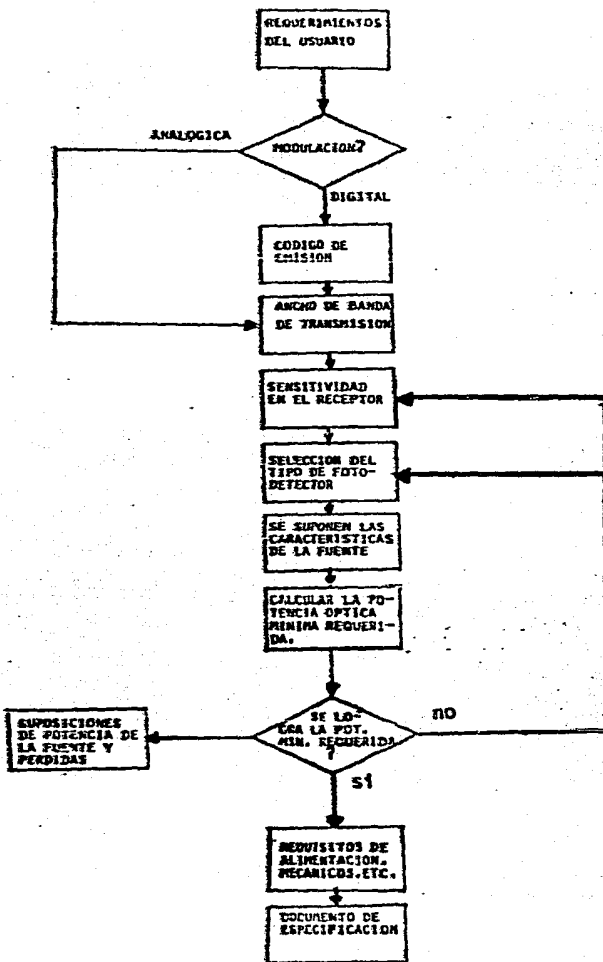 REQUERIMIENTOS
DEL USUARIO
ANALOGICA
MODULACION?
DIGITAL
CODIGO DE
EMISION
ANCHO DE BANDA
DE TRANSMISION
SENSITIVIDAD
EN EL RECEPTOR
SELECCION DEL
TIPO DE FOTO-
DETECTOR
SE SUPONEN LAS
CARACTERISTICAS
DE LA FUENTE
CALCULAR LA PO-
TENCIA OPTICA
MINIMA REQUERI-
DA.
SE LO-
GRA LA POT.
MIN. REQUERIDA
?
no
SUPOSICIONES
DE POTENCIA DE
LA FUENTE Y
PERDIDAS
si
REQUISITOS DE
ALIMENTACION.
MECANICOS.ETC.
DOCUMENTO DE
ESPECIFICACION